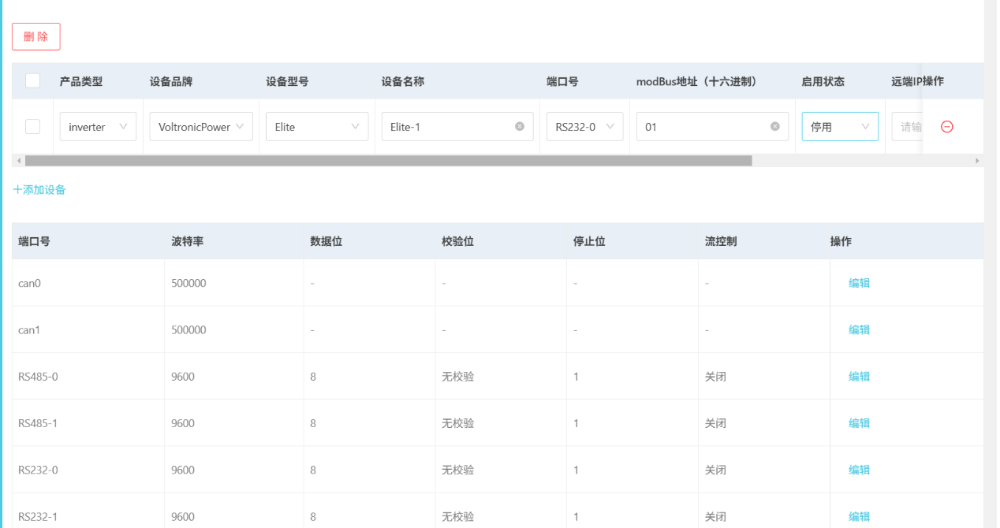 删 除
产品类型 设备品牌 设备型号 设备名称 端口号 modBus地址（十六进制） 启用状态 远端IP操作
inverter VoltronicPower Elite Elite-1 RS232-0 01 停用 请输
+添加设备
端口号 波特率 数据位 校验位 停止位 流控制 操作
can0 500000 - - - - 编辑
can1 500000 - - - - 编辑
RS485-0 9600 8 无校验 1 关闭 编辑
RS485-1 9600 8 无校验 1 关闭 编辑
RS232-0 9600 8 无校验 1 关闭 编辑
RS232-1 9600 8 无校验 1 关闭 编辑